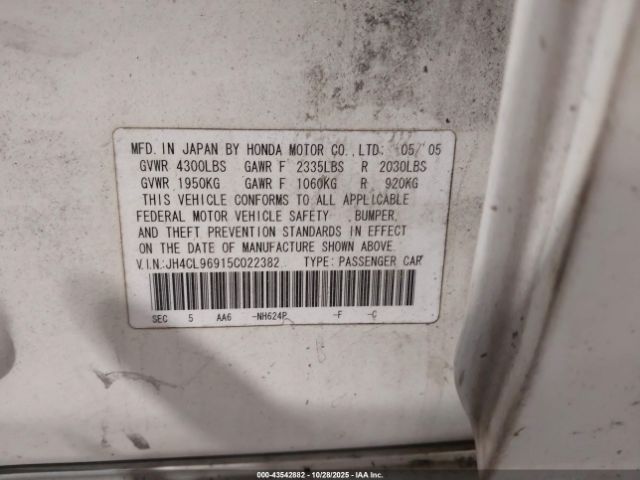 MFD. IN JAPAN BY HONDA MOTOR CO.,LTD. 05/05
GVWR 4300LBS GAWR F 2335LBS R 2030LBS
GVWR 1950KG GAWR F 1060KG R 920KG
THIS VEHICLE CONFORMS TO ALL APPLICABLE
FEDERAL MOTOR VEHICLE SAFETY ,BUMPER,
AND THEFT PREVENTION STANDARDS IN EFFECT
ON THE DATE OF MANUFACTURE SHOWN ABOVE.
V.I.N.:JH4CL96915C022382 TYPE: PASSENGER CAR
SEC 5 AA6 -NH624P -F -C
000-43542882 | 10/28/2025 | IAA Inc.